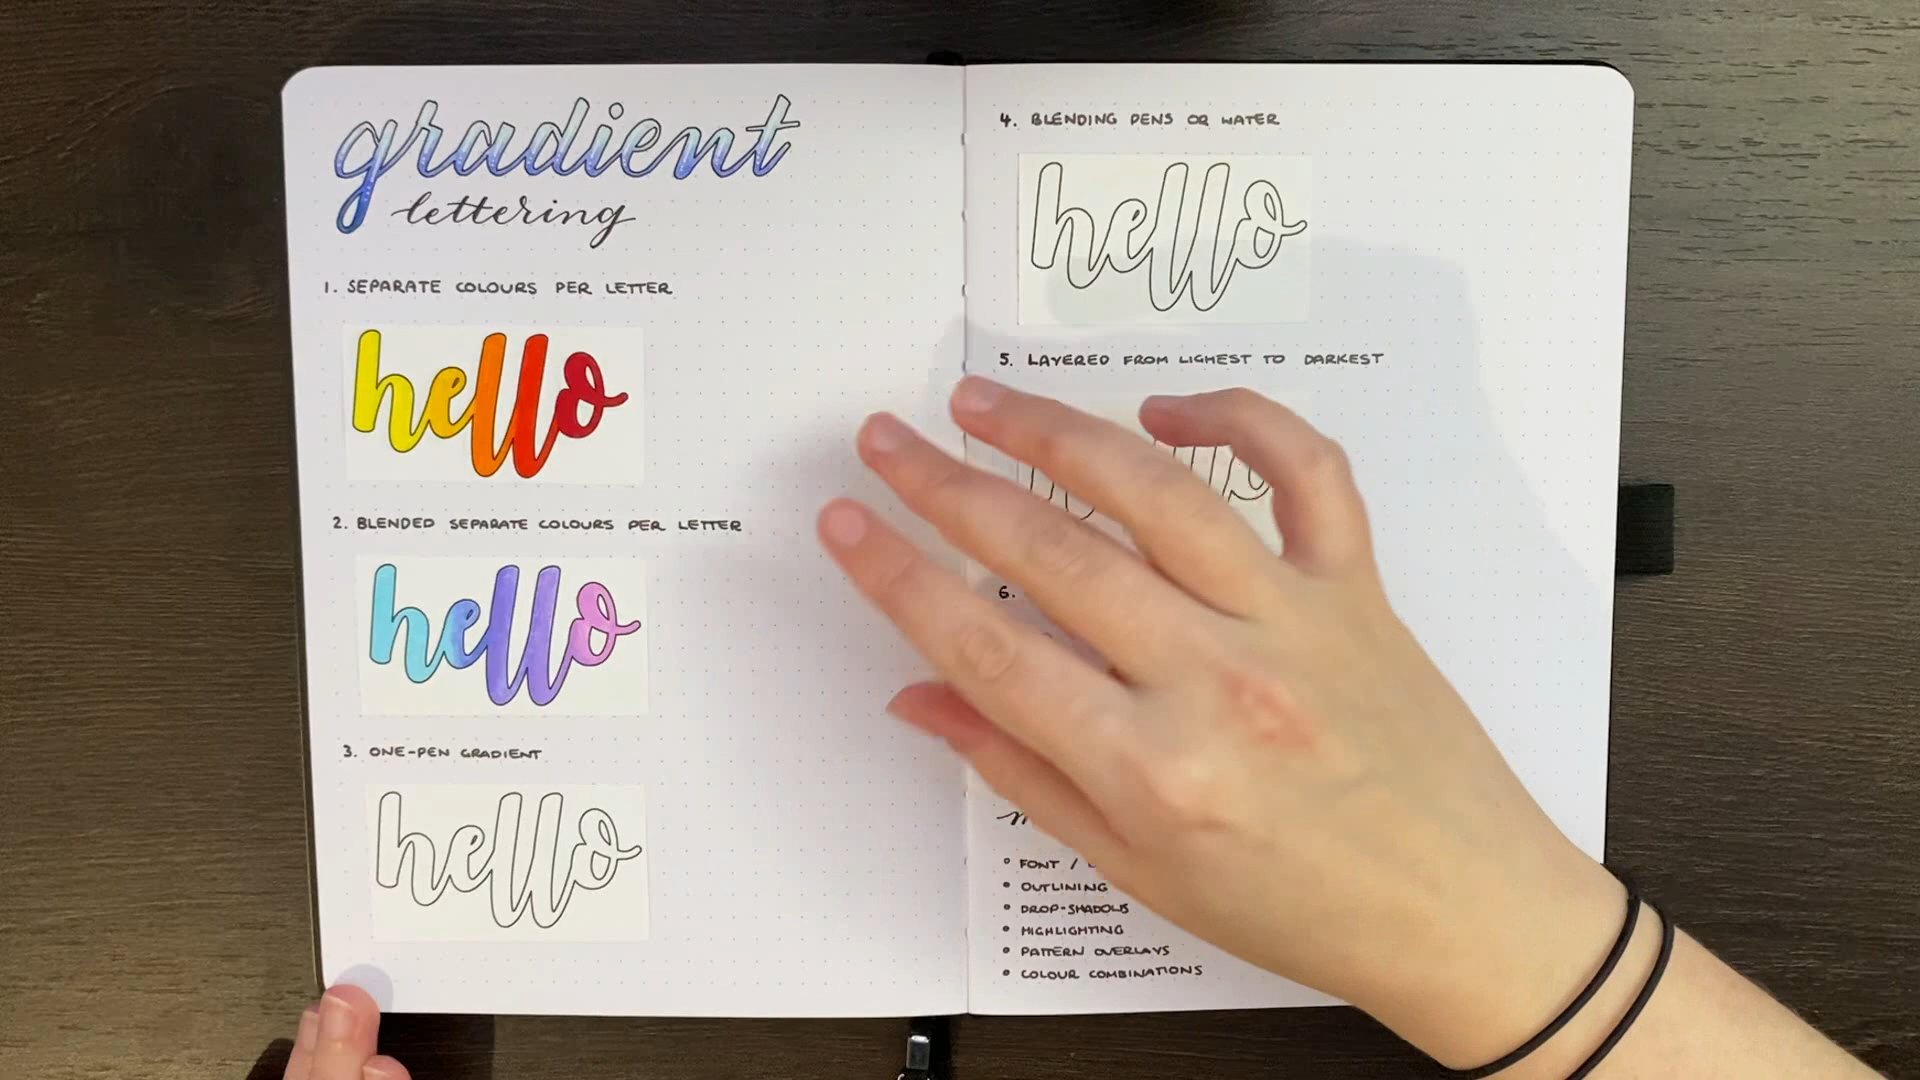 gradient
lettering
1. SEPARATE COLOURS PER LETTER
hello
2. BLENDED SEPARATE COLOURS PER LETTER
hello
3. ONE-PEN GRADIENT
hello
4. BLENDING PENS OR WATER
hello
5. LAYERED FROM LIGHEST TO DARKEST
6.
• FONT /
• OUTLINING
• DROP-SHADOWS
• HIGHLIGHTING
• PATTERN OVERLAYS
• COLOUR COMBINATIONS